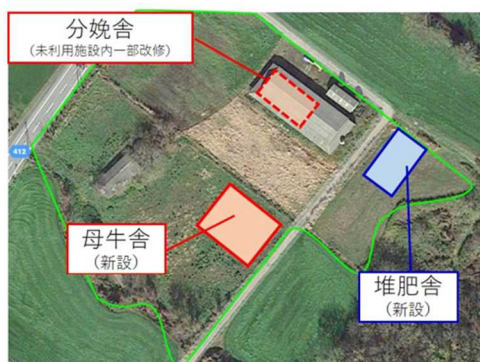 分娩舎
(未利用施設内一部改修)
412
母牛舎
(新設)
堆肥舎
(新設)